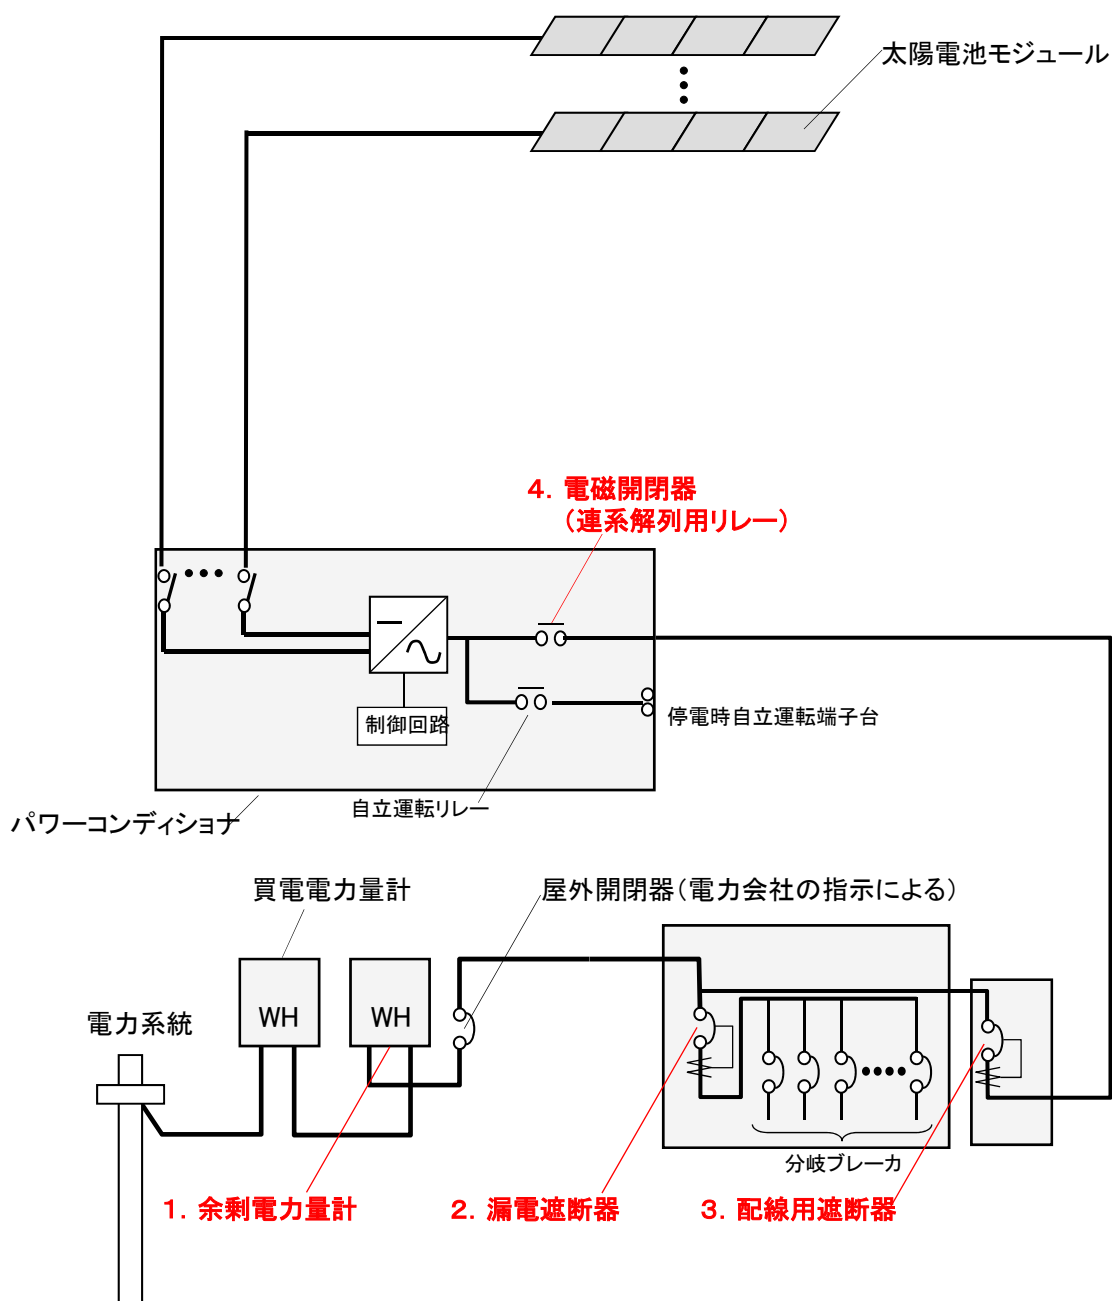 太陽電池モジュール
4. 電磁開閉器
（連系解列用リレー）
制御回路
停電時自立運転端子台
自立運転リレー
パワーコンディショナ
買電電力量計
屋外開閉器（電力会社の指示による）
WH
WH
電力系統
分岐ブレーカ
1. 余剰電力量計
2. 漏電遮断器
3. 配線用遮断器